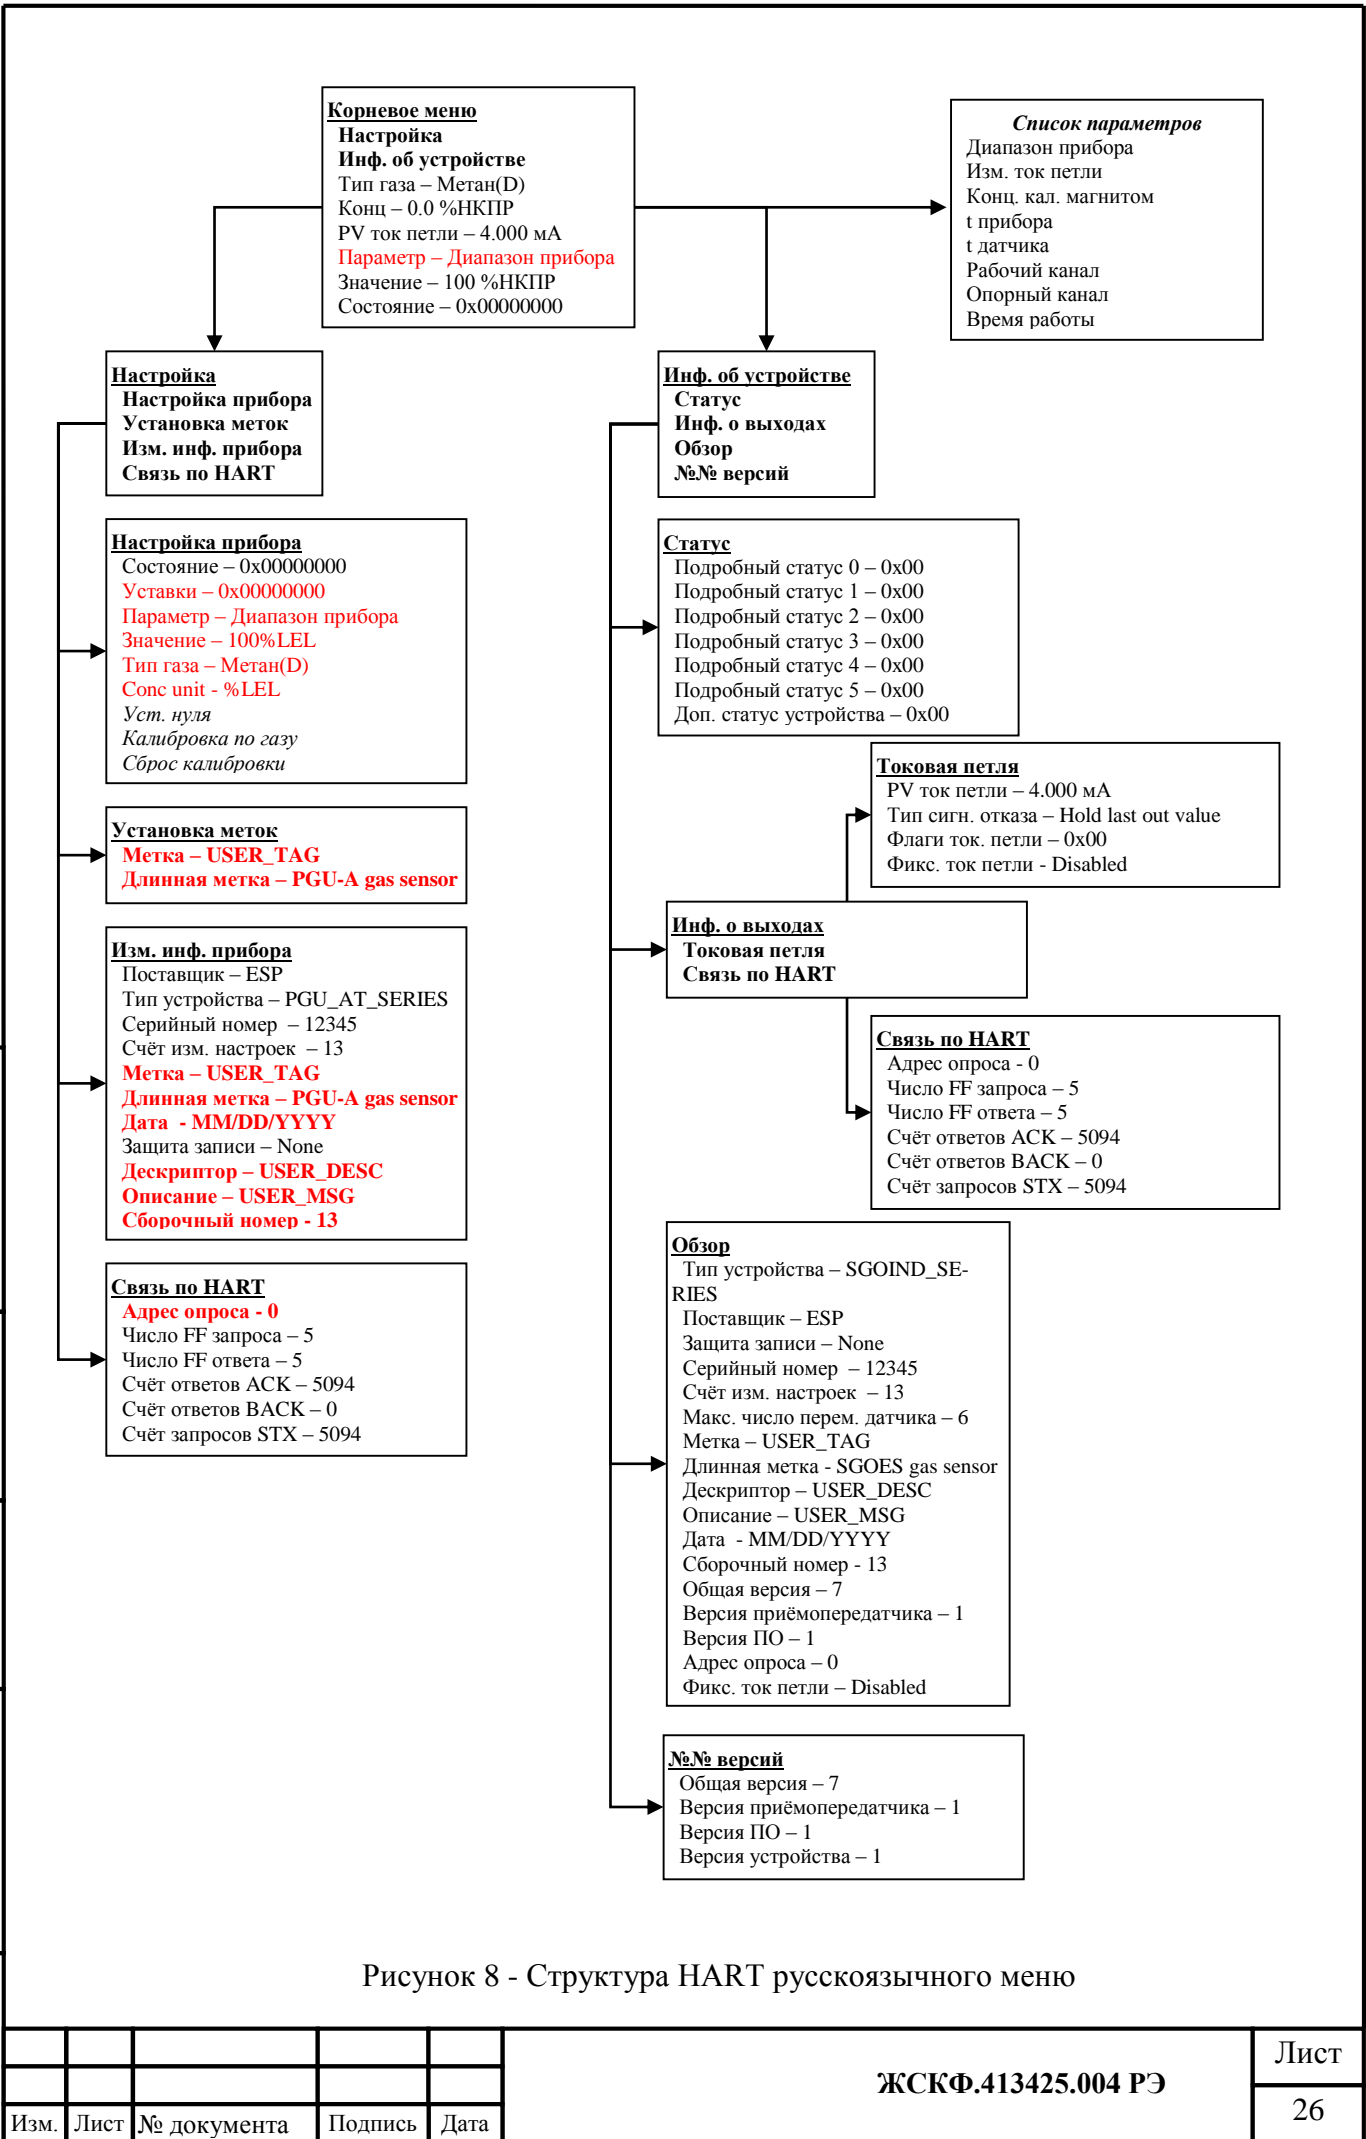 Корневое меню
Настройка
Инф. об устройстве
Тип газа – Метан(D)
Конц – 0.0 %НКПР
PV ток петли – 4.000 мА
Параметр – Диапазон прибора
Значение – 100 %НКПР
Состояние – 0x00000000
Список параметров
Диапазон прибора
Изм. ток петли
Конц. кал. магнитом
t прибора
t датчика
Рабочий канал
Опорный канал
Время работы
Настройка
Настройка прибора
Установка меток
Изм. инф. прибора
Связь по HART
Инф. об устройстве
Статус
Инф. о выходах
Обзор
№№ версий
Настройка прибора
Состояние – 0x00000000
Уставки – 0x00000000
Параметр – Диапазон прибора
Значение – 100%LEL
Тип газа – Метан(D)
Conc unit - %LEL
Уст. нуля
Калибровка по газу
Сброс калибровки
Статус
Подробный статус 0 – 0x00
Подробный статус 1 – 0x00
Подробный статус 2 – 0x00
Подробный статус 3 – 0x00
Подробный статус 4 – 0x00
Подробный статус 5 – 0x00
Доп. статус устройства – 0x00
Токовая петля
PV ток петли – 4.000 мА
Тип сигн. отказа – Hold last out value
Флаги ток. петли – 0x00
Фикс. ток петли - Disabled
Установка меток
Метка – USER_TAG
Длинная метка – PGU-A gas sensor
Инф. о выходах
Токовая петля
Связь по HART
Изм. инф. прибора
Поставщик – ESP
Тип устройства – PGU_AT_SERIES
Серийный номер  – 12345
Счёт изм. настроек  – 13
Метка – USER_TAG
Длинная метка – PGU-A gas sensor
Дата  - MM/DD/YYYY
Защита записи – None
Дескриптор – USER_DESC
Описание – USER_MSG
Сборочный номер - 13
Связь по HART
Адрес опроса - 0
Число FF запроса – 5
Число FF ответа – 5
Счёт ответов ACK – 5094
Счёт ответов BACK – 0
Счёт запросов STX – 5094
Связь по HART
Адрес опроса - 0
Число FF запроса – 5
Число FF ответа – 5
Счёт ответов ACK – 5094
Счёт ответов BACK – 0
Счёт запросов STX – 5094
Обзор
Тип устройства – SGOIND_SE-
RIES
Поставщик – ESP
Защита записи – None
Серийный номер  – 12345
Счёт изм. настроек  – 13
Макс. число перем. датчика – 6
Метка – USER_TAG
Длинная метка - SGOES gas sensor
Дескриптор – USER_DESC
Описание – USER_MSG
Дата  - MM/DD/YYYY
Сборочный номер - 13
Общая версия – 7
Версия приёмопередатчика – 1
Версия ПО – 1
Адрес опроса – 0
Фикс. ток петли – Disabled
№№ версий
Общая версия – 7
Версия приёмопередатчика – 1
Версия ПО – 1
Версия устройства – 1
Рисунок 8 - Структура HART русскоязычного меню
ЖСКФ.413425.004 РЭ
Лист
26
Изм. Лист № документа Подпись Дата